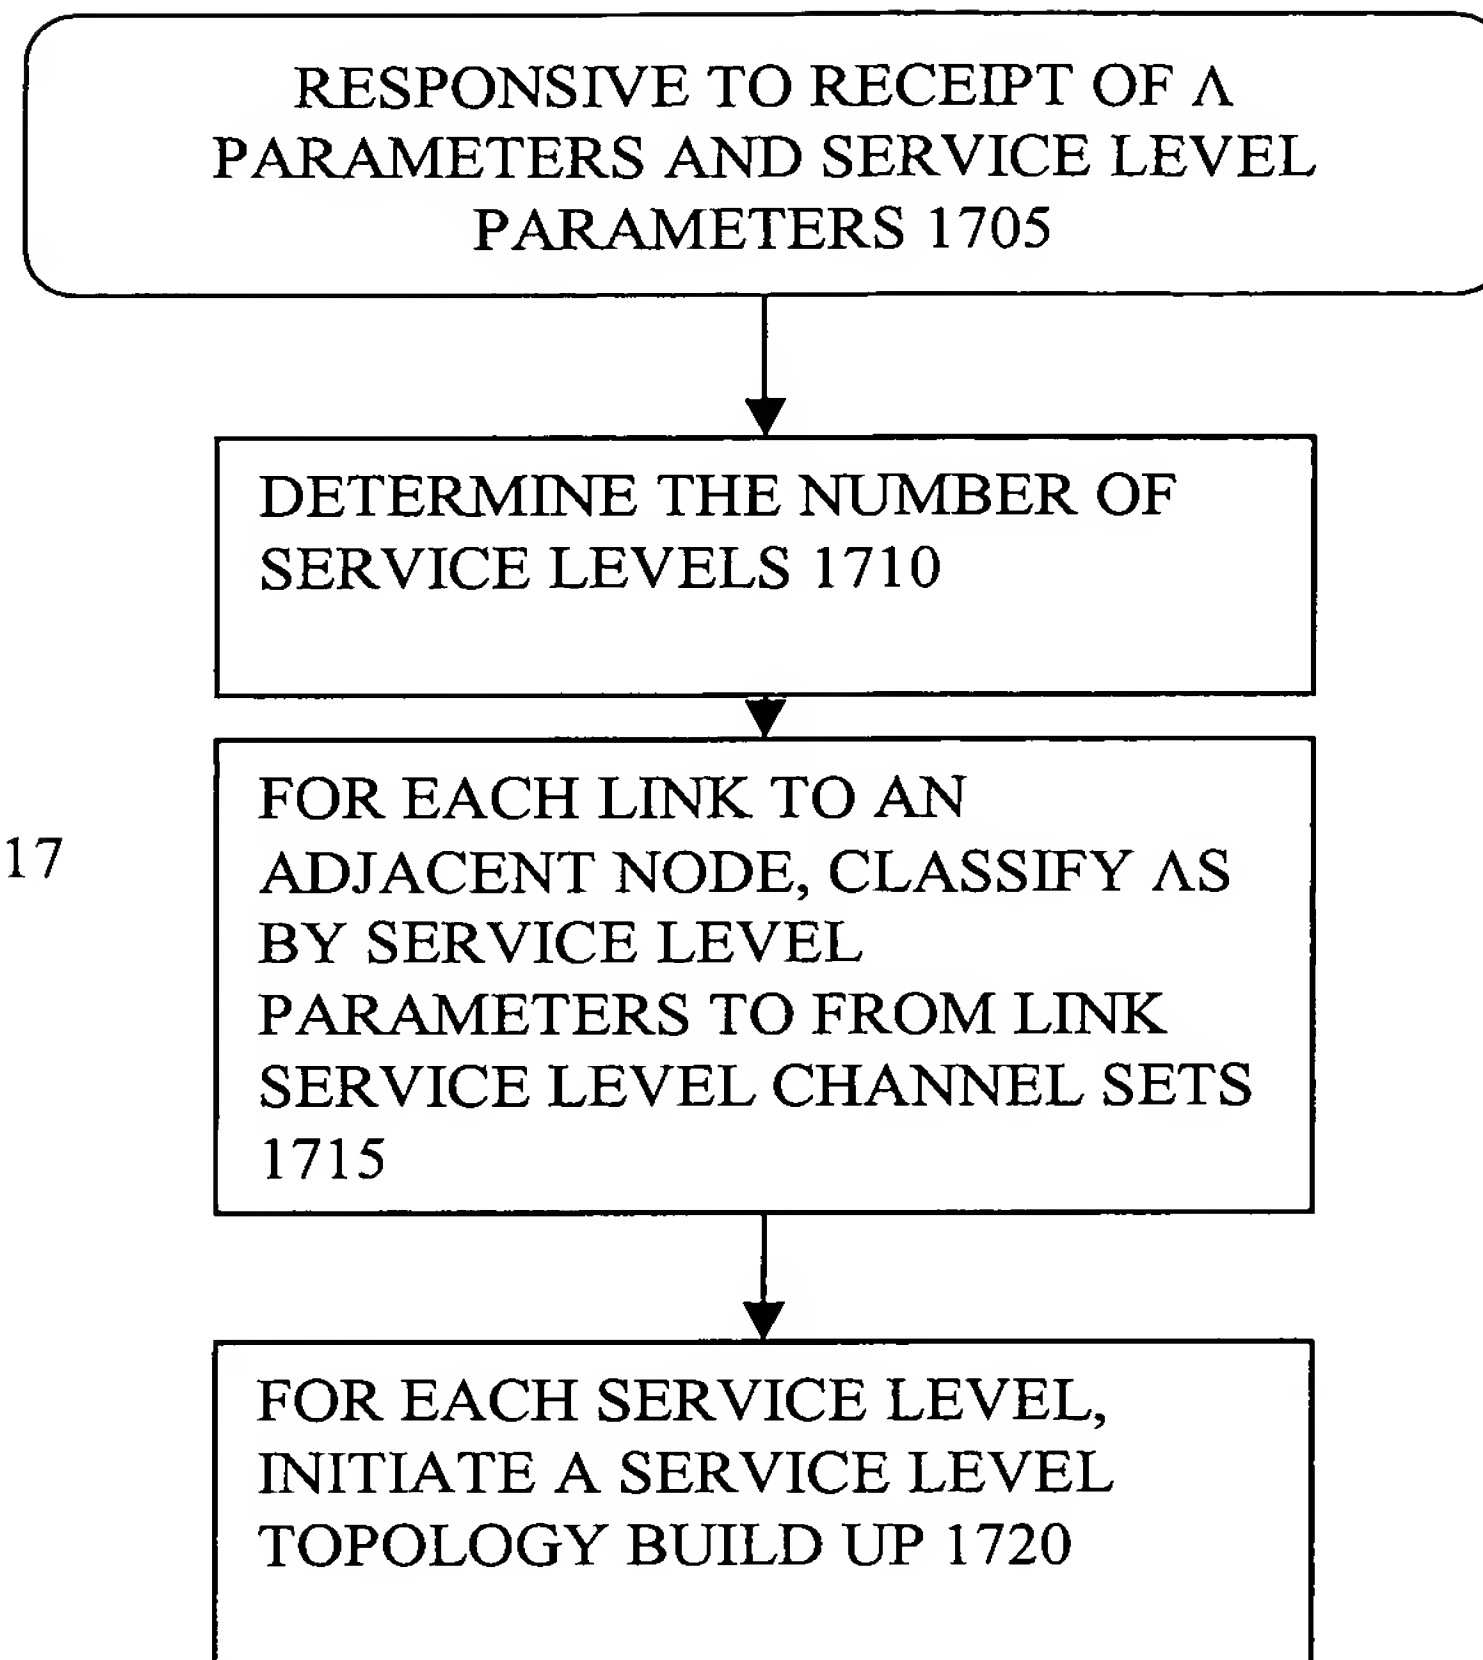 RESPONSIVE TO RECEIPT OF Λ
PARAMETERS AND SERVICE LEVEL
PARAMETERS 1705
DETERMINE THE NUMBER OF
SERVICE LEVELS 1710
17
FOR EACH LINK TO AN
ADJACENT NODE, CLASSIFY ΛS
BY SERVICE LEVEL
PARAMETERS TO FROM LINK
SERVICE LEVEL CHANNEL SETS
1715
FOR EACH SERVICE LEVEL,
INITIATE A SERVICE LEVEL
TOPOLOGY BUILD UP 1720